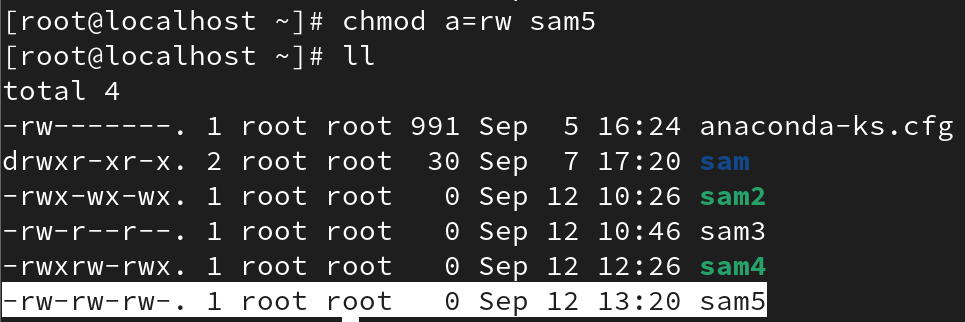 [root@localhost ~]# chmod a=rw sam5
[root@localhost ~]# ll
total 4
-rw-------. 1 root root 991 Sep  5 16:24 anaconda-ks.cfg
drwxr-xr-x. 2 root root  30 Sep  7 17:20 sam
-rwx-wx-wx. 1 root root   0 Sep 12 10:26 sam2
-rw-r--r--. 1 root root   0 Sep 12 10:46 sam3
-rwxrw-rwx. 1 root root   0 Sep 12 12:26 sam4
-rw-rw-rw-. 1 root root   0 Sep 12 13:20 sam5